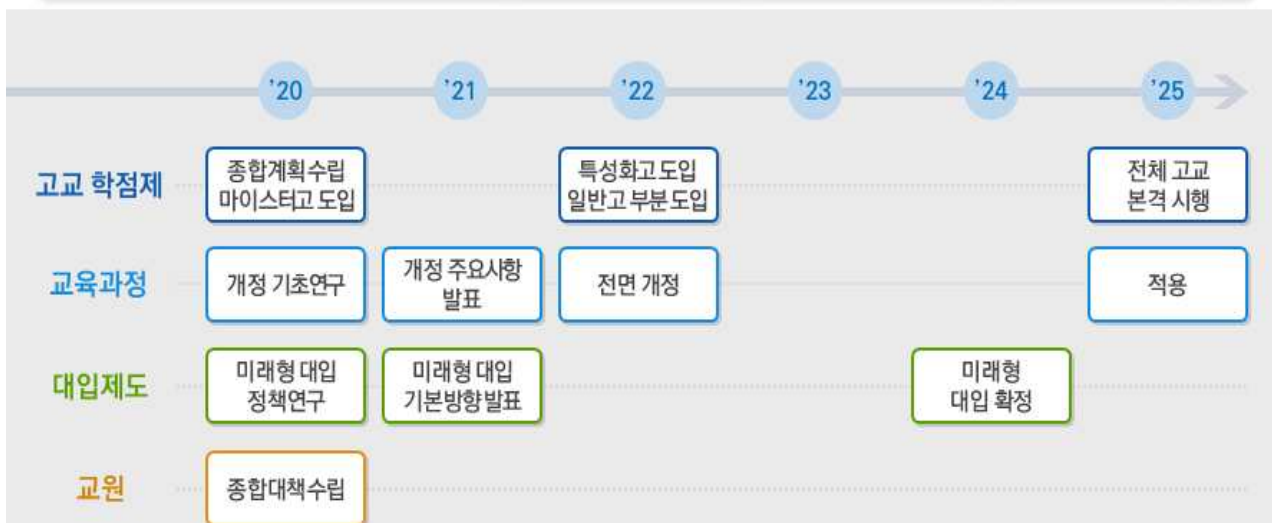 '20 '21 '22 '23 '24 '25
고교 학점제
종합계획수립
마이스터고 도입
특성화고 도입
일반고 부분 도입
전체 고교
본격 시행
교육과정
개정 기초연구
개정 주요사항
발표
전면 개정
적용
대입제도
미래형 대입
정책연구
미래형 대입
기본방향 발표
미래형
대입 확정
교원
종합대책수립